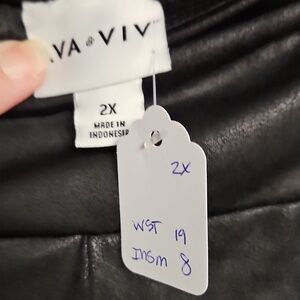 AVA & VIV
2X
MADE IN
INDONESIA
2X
WST 19
INSM 8